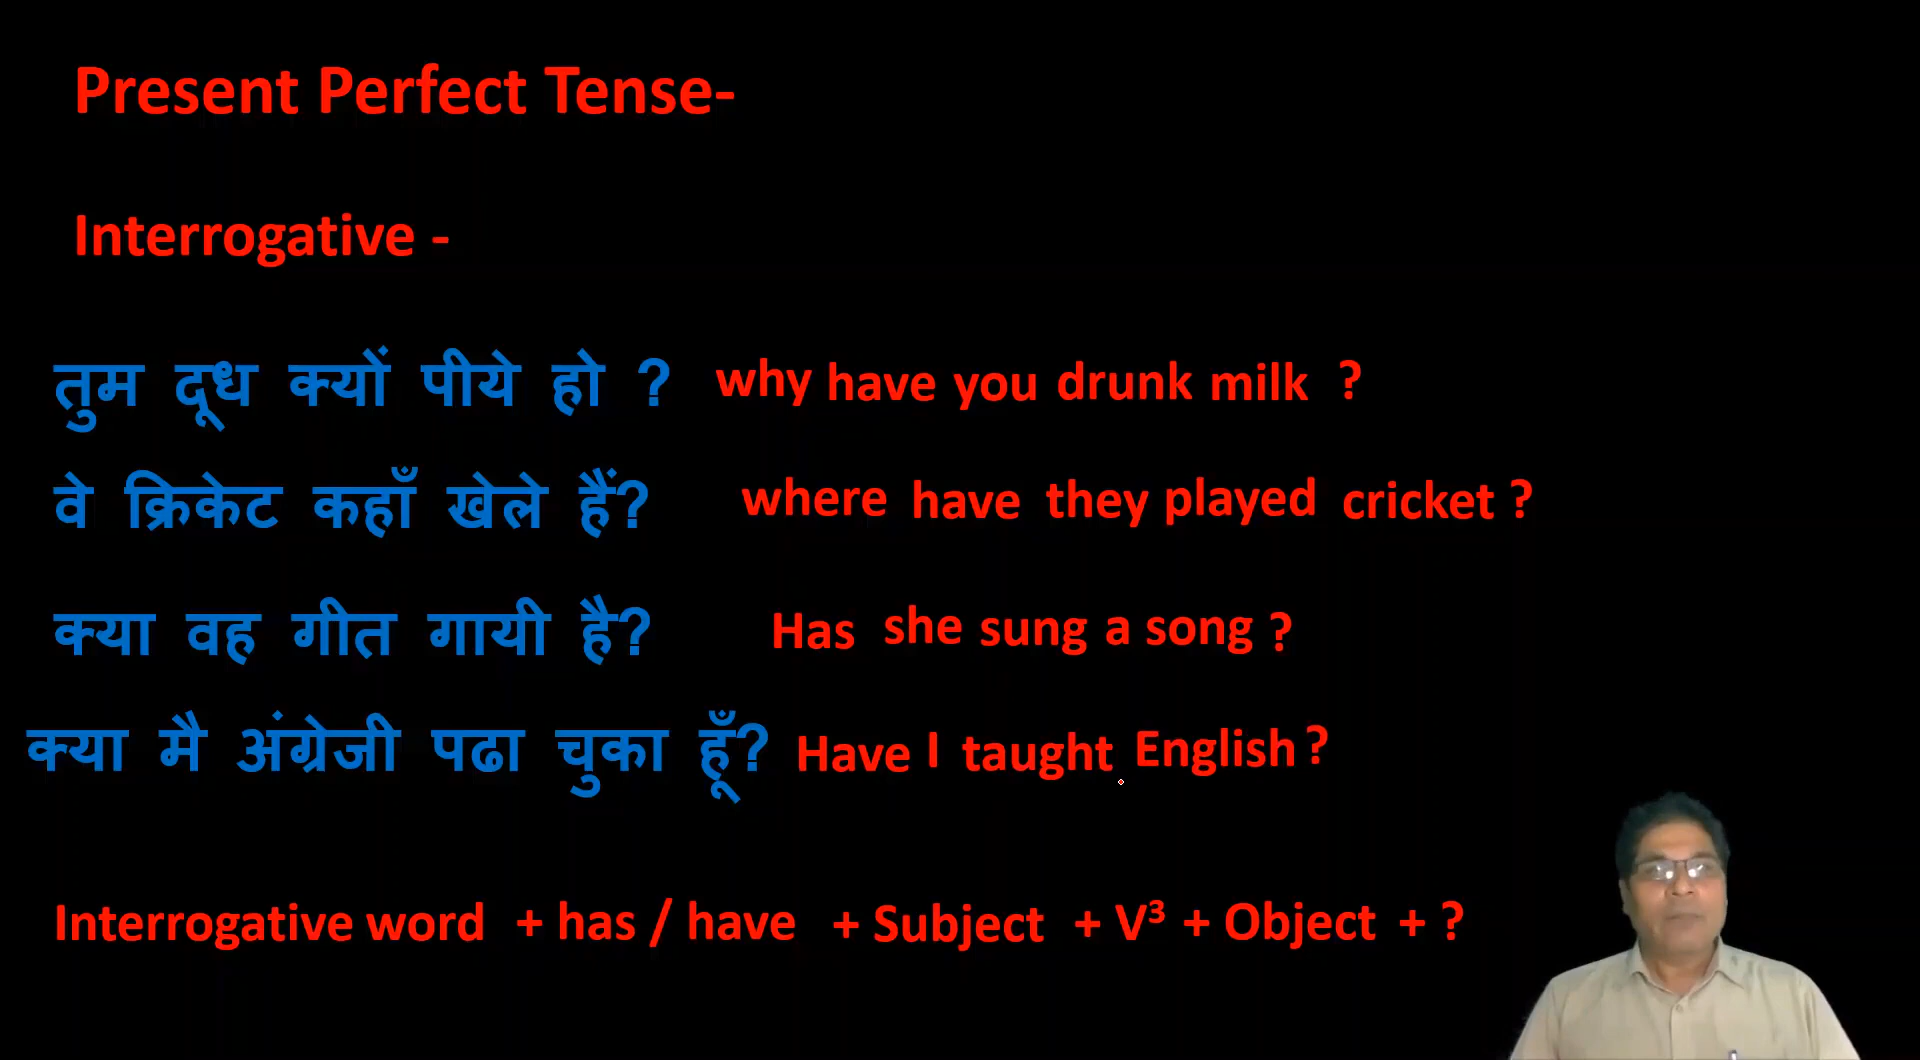 Present Perfect Tense-
Interrogative -
तुम दूध क्यों पीये हो ? why have you drunk milk ?
वे क्रिकेट कहाँ खेले हैं? where have they played cricket ?
क्या वह गीत गायी है? Has she sung a song ?
क्या मै अंग्रेजी पढा चुका हूँ? Have I taught English ?
Interrogative word + has / have + Subject + V³ + Object + ?